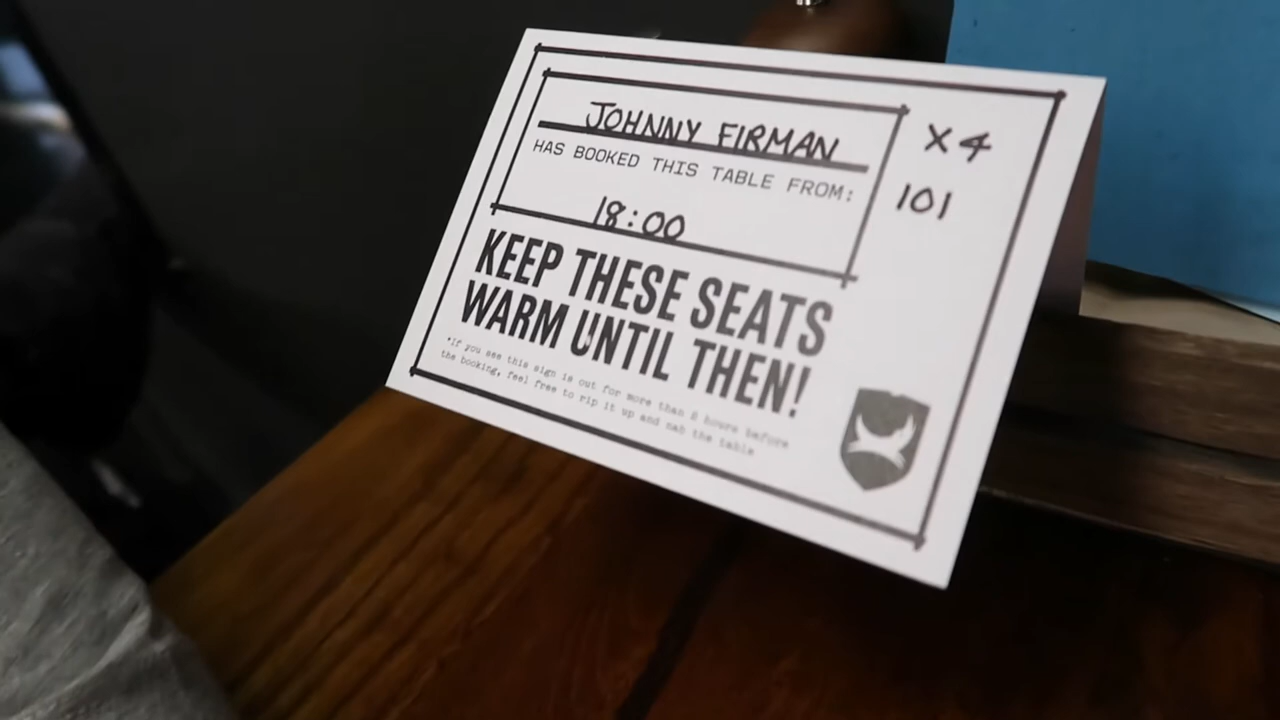 JOHNNY FIRMAN
X4
HAS BOOKED THIS TABLE FROM:
101
18:00
KEEP THESE SEATS
WARM UNTIL THEN!
*If you see this sign is out for more than 2 hours before
the booking, feel free to rip it up and nab the table